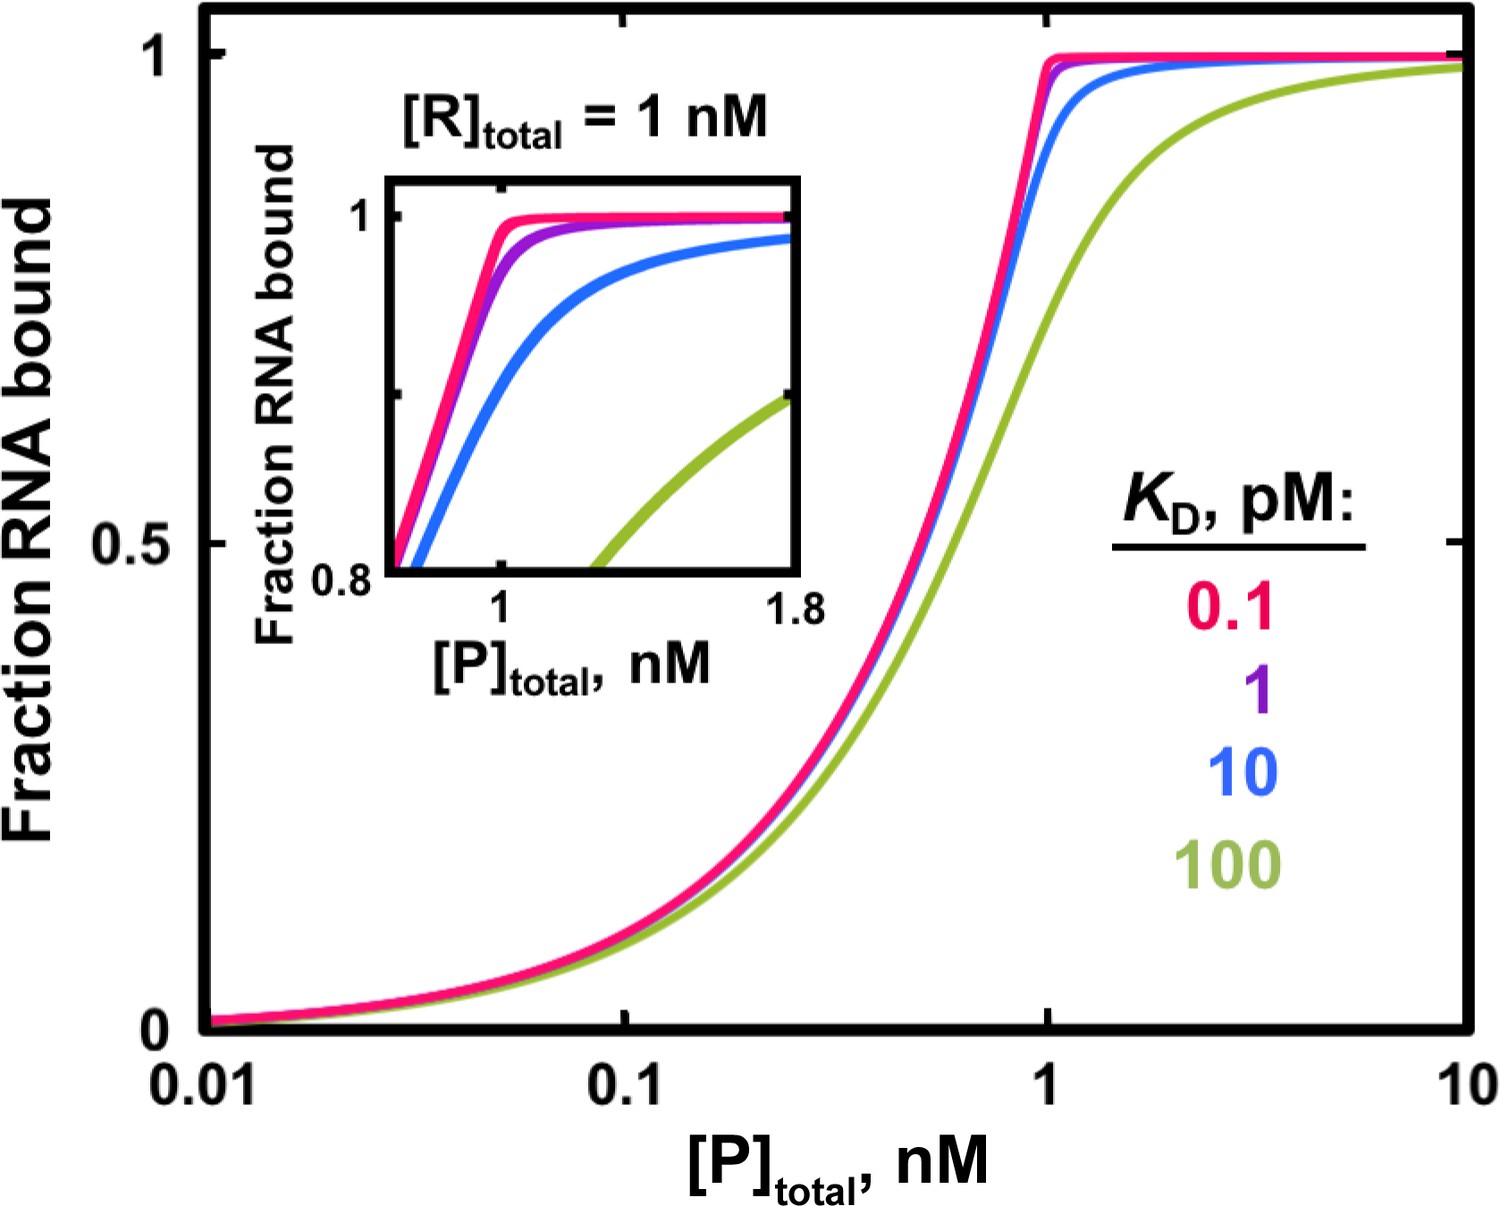 Fraction RNA bound
1
0.5
0
0.01
0.1
1
10
[P]total, nM
[R]total = 1 nM
Fraction RNA bound
1
0.8
1
1.8
[P]total, nM
KD, pM:
0.1
1
10
100